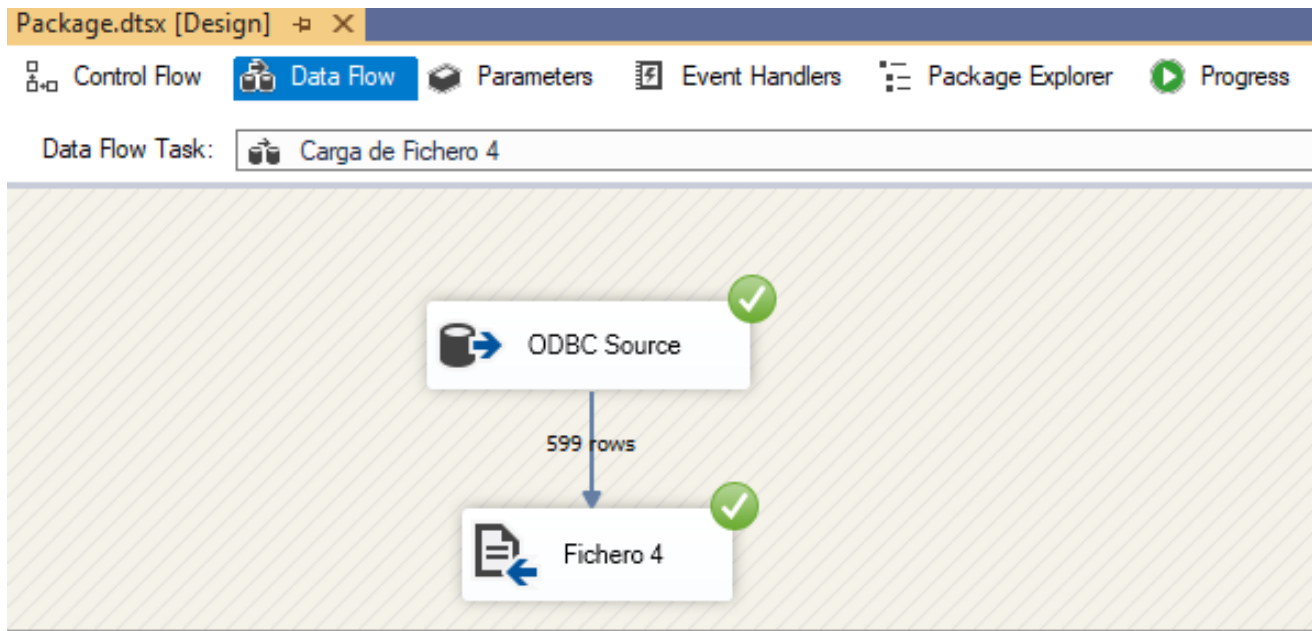 Package.dtsx [Design]
Control Flow Data Flow Parameters Event Handlers Package Explorer Progress
Data Flow Task: Carga de Fichero 4
ODBC Source
599 rows
Fichero 4